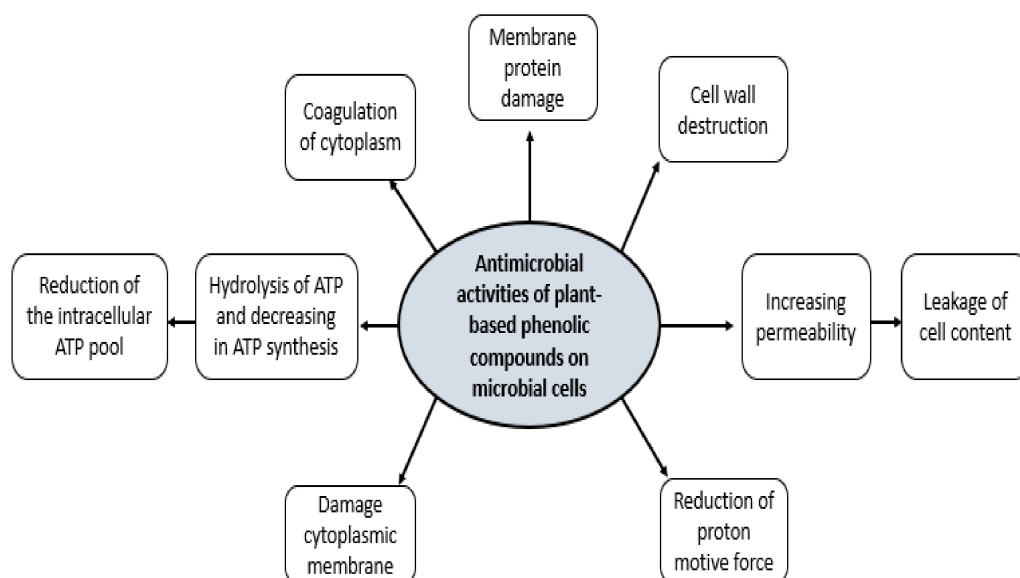 Membrane
protein
damage
Coagulation
of cytoplasm
Cell wall
destruction
Reduction of
the intracellular
ATP pool
Hydrolysis of ATP
and decreasing
in ATP synthesis
Antimicrobial
activities of plant-
based phenolic
compounds on
microbial cells
Increasing
permeability
Leakage of
cell content
Damage
cytoplasmic
membrane
Reduction of
proton
motive force